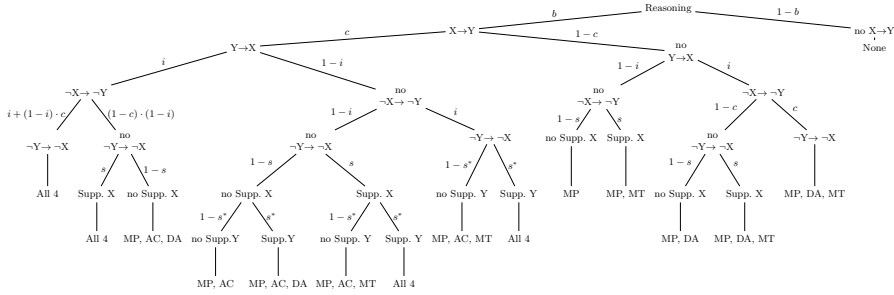 Reasoning
b
1−b
c
X→Y
no X→Y
1−c
None
Y→X
no
Y→X
i
1−i
1−i
i
¬X→ ¬Y
no
¬X→ ¬Y
no
¬X→ ¬Y
¬X→ ¬Y
i+(1−i)·c
(1−c)·(1−i)
1−i
i
1−s
s
1−c
c
¬Y→ ¬X
no
¬Y→ ¬X
no
¬Y→ ¬X
¬Y→ ¬X
no Supp. X
Supp. X
no
¬Y→ ¬X
¬Y→ ¬X
s
1−s
1−s
s
1−s*
s*
1−s
s
All 4
Supp. X
no Supp. X
no Supp. X
Supp. X
no Supp. Y
Supp. Y
MP
MP, MT
no Supp. X
Supp. X
MP, DA, MT
1−s*
s*
1−s*
s*
All 4
MP, AC, DA
no Supp.Y
Supp.Y
no Supp. Y
Supp. Y
MP, AC, MT
All 4
MP, DA
MP, DA, MT
MP, AC
MP, AC, DA
MP, AC, MT
All 4